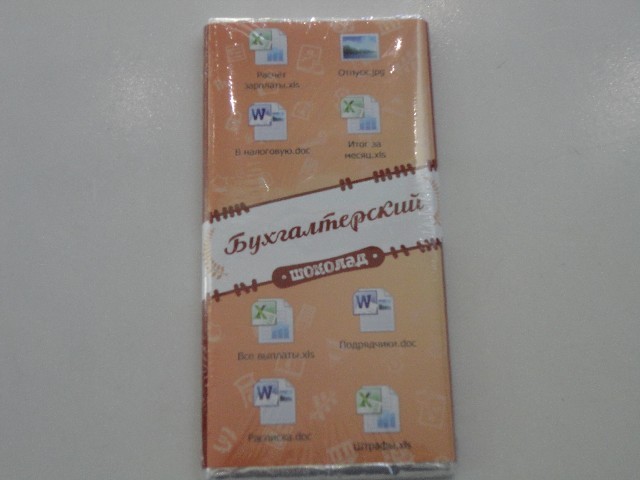 Расчет
зарплаты.xls
Отпуск.jpg
В налоговую.doc
Итог за
месяц.xls
Бухгалтерский
шоколад
Все выплаты.xls
Подрядчики.doc
Расписка.doc
Штрафы.xls